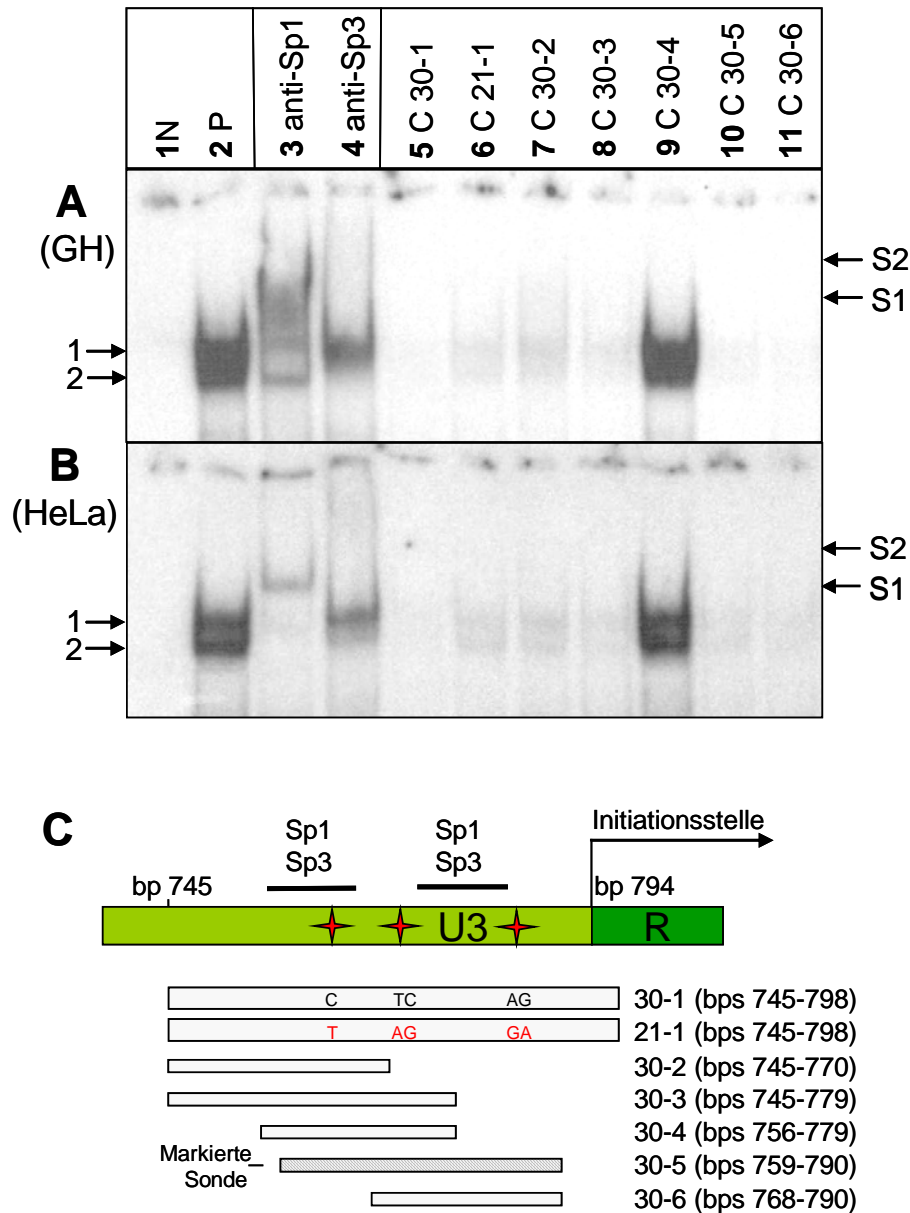 1N
2 P
3 anti-Sp1
4 anti-Sp3
5 C 30-1
6 C 21-1
7 C 30-2
8 C 30-3
9 C 30-4
10 C 30-5
11 C 30-6
A
(GH)
S2
S1
1
2
B
(HeLa)
S2
S1
1
2
C
Sp1
Sp3
Sp1
Sp3
Initiationsstelle
bp 745
bp 794
U3
R
C TC AG
30-1 (bps 745-798)
T AG GA
21-1 (bps 745-798)
30-2 (bps 745-770)
30-3 (bps 745-779)
30-4 (bps 756-779)
Markierte
Sonde
30-5 (bps 759-790)
30-6 (bps 768-790)